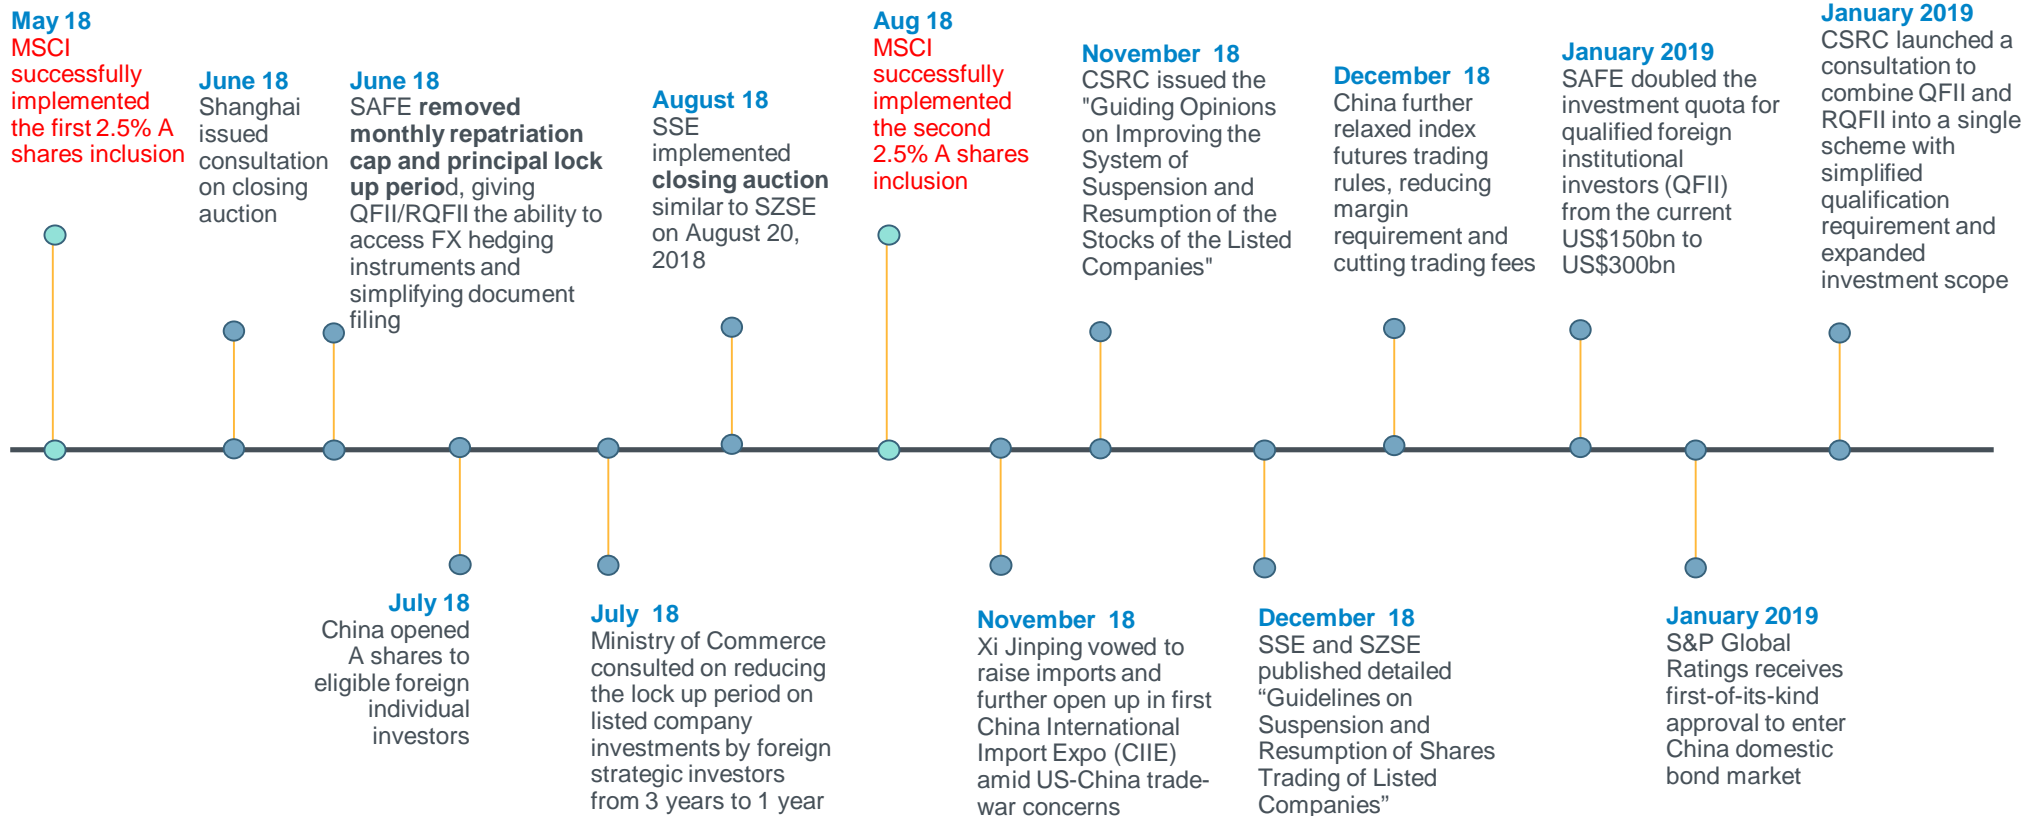 May 18
MSCI
successfully
implemented
the first 2.5% A
shares inclusion
June 18
Shanghai
issued
consultation
on closing
auction
June 18
SAFE removed
monthly repatriation
cap and principal lock
up period, giving
QFII/RQFII the ability to
access FX hedging
instruments and
simplifying document
filing
August 18
SSE
implemented
closing auction
similar to SZSE
on August 20,
2018
Aug 18
MSCI
successfully
implemented
the second
2.5% A shares
inclusion
November 18
CSRC issued the
"Guiding Opinions
on Improving the
System of
Suspension and
Resumption of the
Stocks of the Listed
Companies"
December 18
China further
relaxed index
futures trading
rules, reducing
margin
requirement and
cutting trading fees
January 2019
SAFE doubled the
investment quota for
qualified foreign
institutional
investors (QFII)
from the current
US$150bn to
US$300bn
January 2019
CSRC launched a
consultation to
combine QFII and
RQFII into a single
scheme with
simplified
qualification
requirement and
expanded
investment scope
July 18
China opened
A shares to
eligible foreign
individual
investors
July 18
Ministry of Commerce
consulted on reducing
the lock up period on
listed company
investments by foreign
strategic investors
from 3 years to 1 year
November 18
Xi Jinping vowed to
raise imports and
further open up in first
China International
Import Expo (CIIE)
amid US-China trade-
war concerns
December 18
SSE and SZSE
published detailed
“Guidelines on
Suspension and
Resumption of Shares
Trading of Listed
Companies”
January 2019
S&P Global
Ratings receives
first-of-its-kind
approval to enter
China domestic
bond market